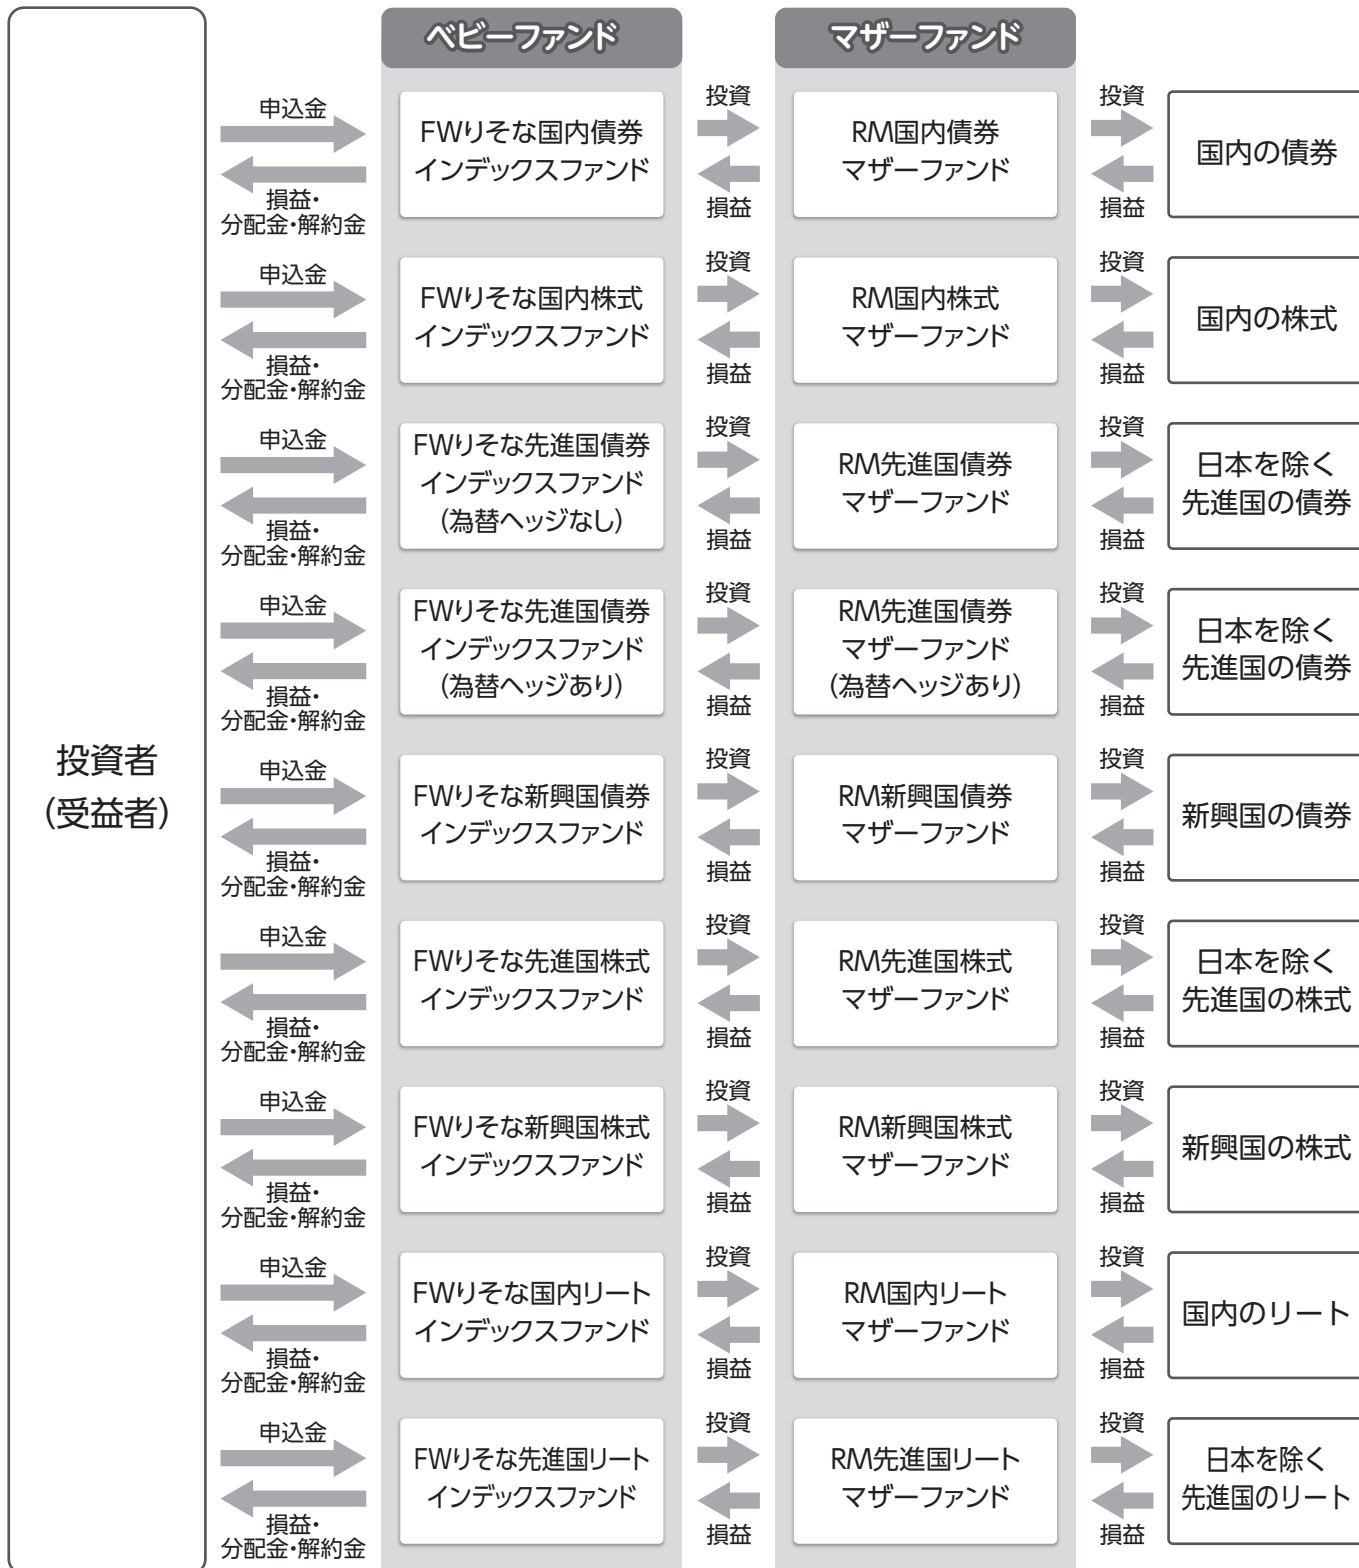 ベビーファンド
マザーファンド
投資者
(受益者)
申込金
損益・
分配金・解約金
FWりそな国内債券
インデックスファンド
投資
損益
RM国内債券
マザーファンド
投資
損益
国内の債券
申込金
損益・
分配金・解約金
FWりそな国内株式
インデックスファンド
投資
損益
RM国内株式
マザーファンド
投資
損益
国内の株式
申込金
損益・
分配金・解約金
FWりそな先進国債券
インデックスファンド
(為替ヘッジなし)
投資
損益
RM先進国債券
マザーファンド
投資
損益
日本を除く
先進国の債券
申込金
損益・
分配金・解約金
FWりそな先進国債券
インデックスファンド
(為替ヘッジあり)
投資
損益
RM先進国債券
マザーファンド
(為替ヘッジあり)
投資
損益
日本を除く
先進国の債券
申込金
損益・
分配金・解約金
FWりそな新興国債券
インデックスファンド
投資
損益
RM新興国債券
マザーファンド
投資
損益
新興国の債券
申込金
損益・
分配金・解約金
FWりそな先進国株式
インデックスファンド
投資
損益
RM先進国株式
マザーファンド
投資
損益
日本を除く
先進国の株式
申込金
損益・
分配金・解約金
FWりそな新興国株式
インデックスファンド
投資
損益
RM新興国株式
マザーファンド
投資
損益
新興国の株式
申込金
損益・
分配金・解約金
FWりそな国内リート
インデックスファンド
投資
損益
RM国内リート
マザーファンド
投資
損益
国内のリート
申込金
損益・
分配金・解約金
FWりそな先進国リート
インデックスファンド
投資
損益
RM先進国リート
マザーファンド
投資
損益
日本を除く
先進国のリート